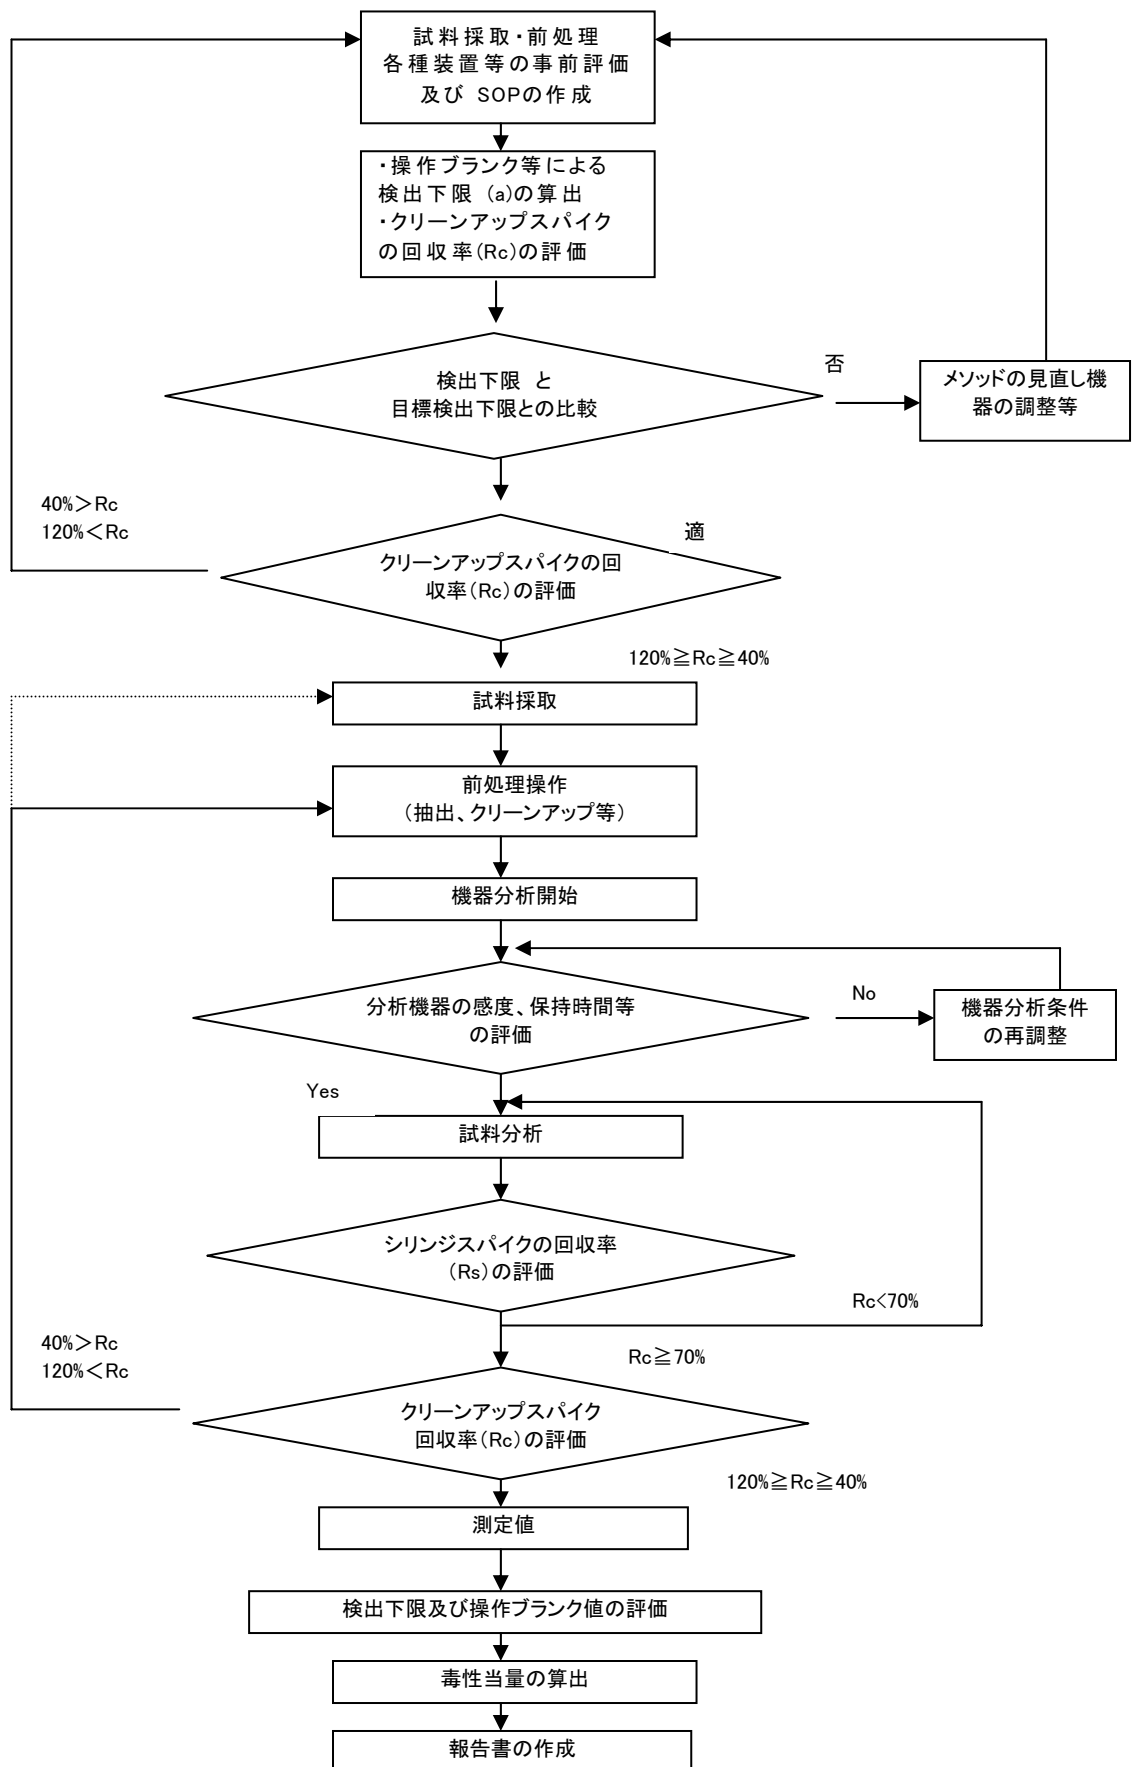 試料採取・前処理
各種装置等の事前評価
及び SOPの作成
・操作ブランク等による
検出下限 (a)の算出
・クリーンアップスパイク
の回収率(Rc)の評価
検出下限 と
目標検出下限との比較
否
メソッドの見直し機
器の調整等
40%＞Rc
120%＜Rc
適
クリーンアップスパイクの回
収率(Rc)の評価
120%≧Rc≧40%
試料採取
前処理操作
（抽出、クリーンアップ等）
機器分析開始
分析機器の感度、保持時間等
の評価
No
機器分析条件
の再調整
Yes
試料分析
シリンジスパイクの回収率
(Rs)の評価
Rc<70%
Rc≧70%
40%＞Rc
120%＜Rc
クリーンアップスパイク
回収率(Rc)の評価
120%≧Rc≧40%
測定値
検出下限及び操作ブランク値の評価
毒性当量の算出
報告書の作成